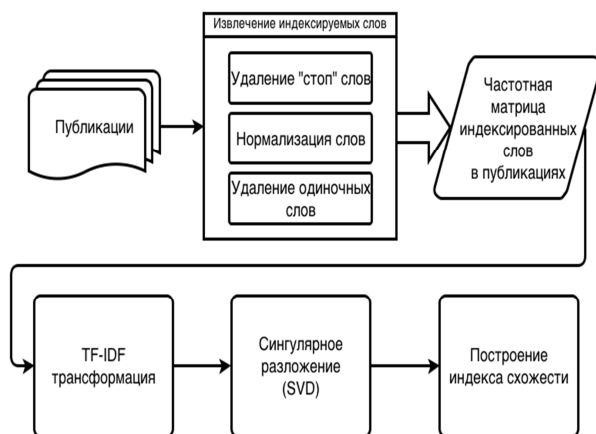 Извлечение индексируемых слов
Публикации
Удаление "стоп" слов
Нормализация слов
Удаление одиночных
слов
Частотная
матрица
индексированных
слов
в публикациях
TF-IDF
трансформация
Сингулярное
разложение
(SVD)
Построение
индекса схожести